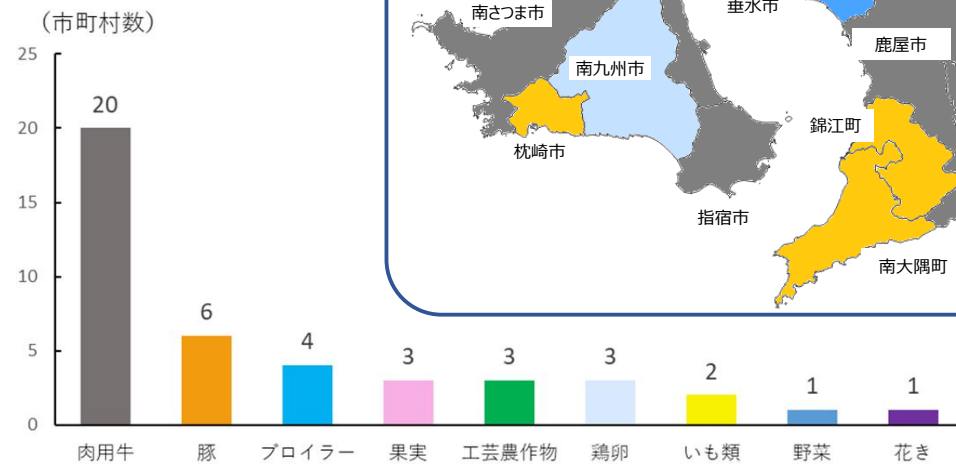 （市町村数）
25
20
15
10
5
0
20
6
4
3
3
3
2
1
1
肉用牛
豚
ブロイラー
果実
工芸農作物
鶏卵
いも類
野菜
花き
南さつま市
垂水市
鹿屋市
南九州市
錦江町
枕崎市
指宿市
南大隅町